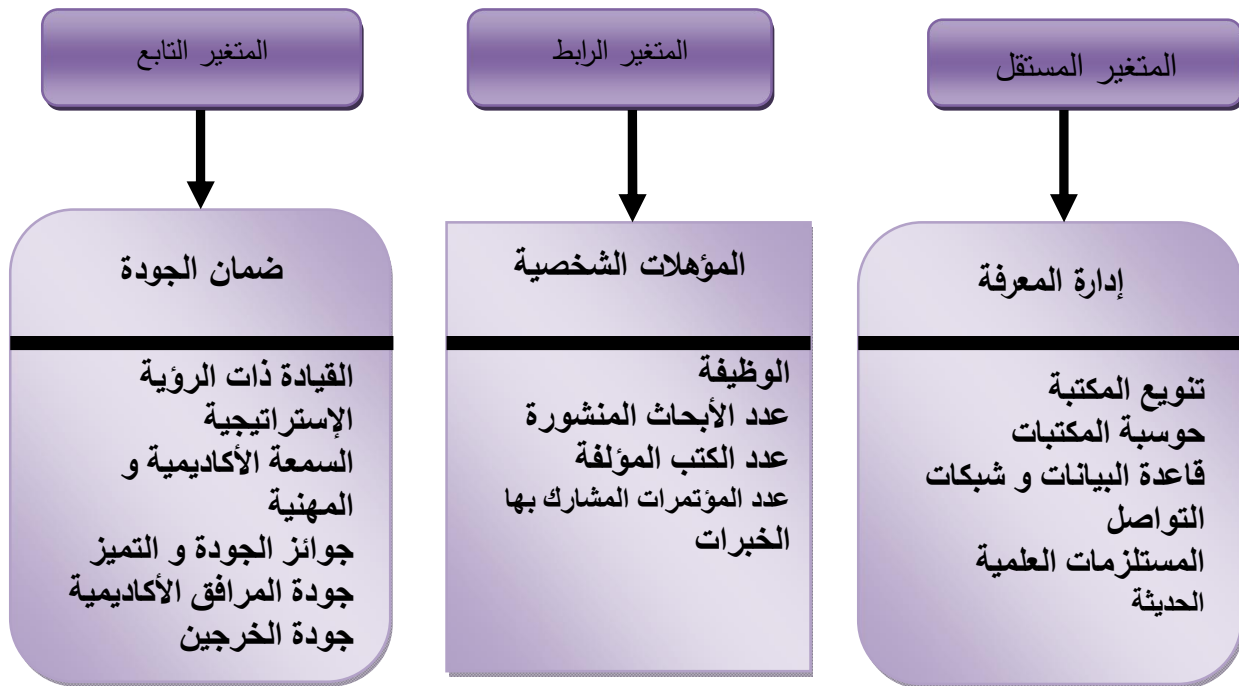 المتغير المستقل
إدارة المعرفة
تنويع المكتبة
حوسبة المكتبات
قاعدة البيانات و شبكات
التواصل
المستلزمات العلمية
الحديثة
المتغير الرابط
المؤهلات الشخصية
الوظيفة
عدد الأبحاث المنشورة
عدد الكتب المؤلفة
عدد المؤتمرات المشارك بها
الخبرات
المتغير التابع
ضمان الجودة
القيادة ذات الرؤية
الإستراتيجية
السمعة الأكاديمية و
المهنية
جوائز الجودة و التميز
جودة المرافق الأكاديمية
جودة الخرجين